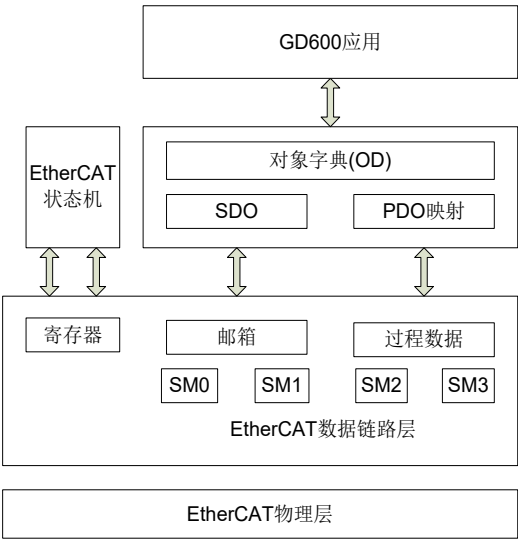 GD600应用
EtherCAT
状态机
对象字典(OD)
SDO
PDO映射
寄存器
邮箱
过程数据
SM0
SM1
SM2
SM3
EtherCAT数据链路层
EtherCAT物理层